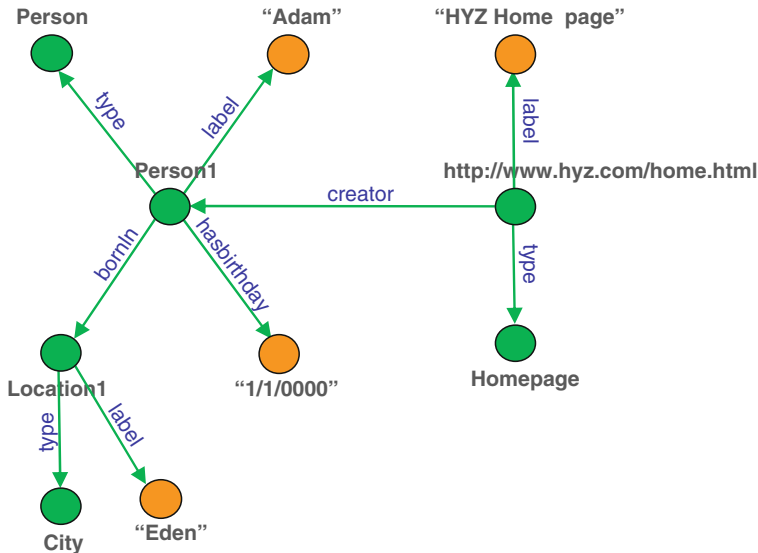 Person
“Adam”
“HYZ Home page”
type
label
label
Person1
http://www.hyz.com/home.html
creator
bornIn
hasbirthday
type
Location1
“1/1/0000”
Homepage
type
label
City
“Eden”